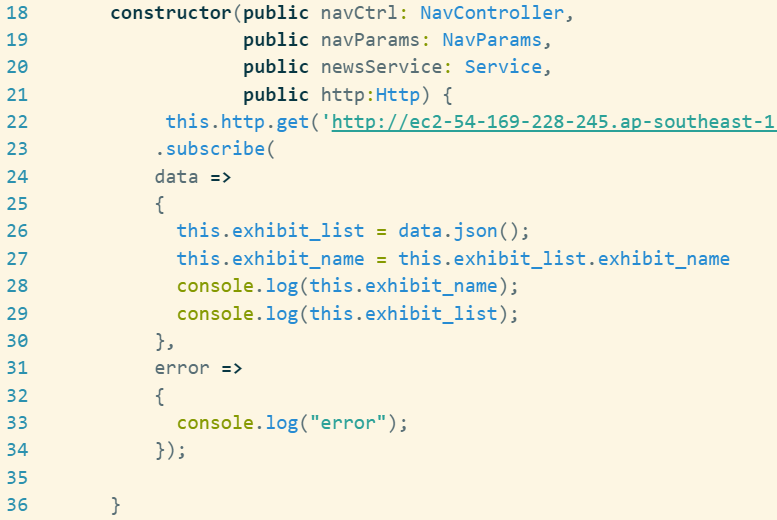 18 constructor(public navCtrl: NavController,
19 public navParams: NavParams,
20 public newsService: Service,
21 public http:Http) {
22 this.http.get('http://ec2-54-169-228-245.ap-southeast-1
23 .subscribe(
24 data =>
25 {
26 this.exhibit_list = data.json();
27 this.exhibit_name = this.exhibit_list.exhibit_name
28 console.log(this.exhibit_name);
29 console.log(this.exhibit_list);
30 },
31 error =>
32 {
33 console.log("error");
34 });
35
36 }